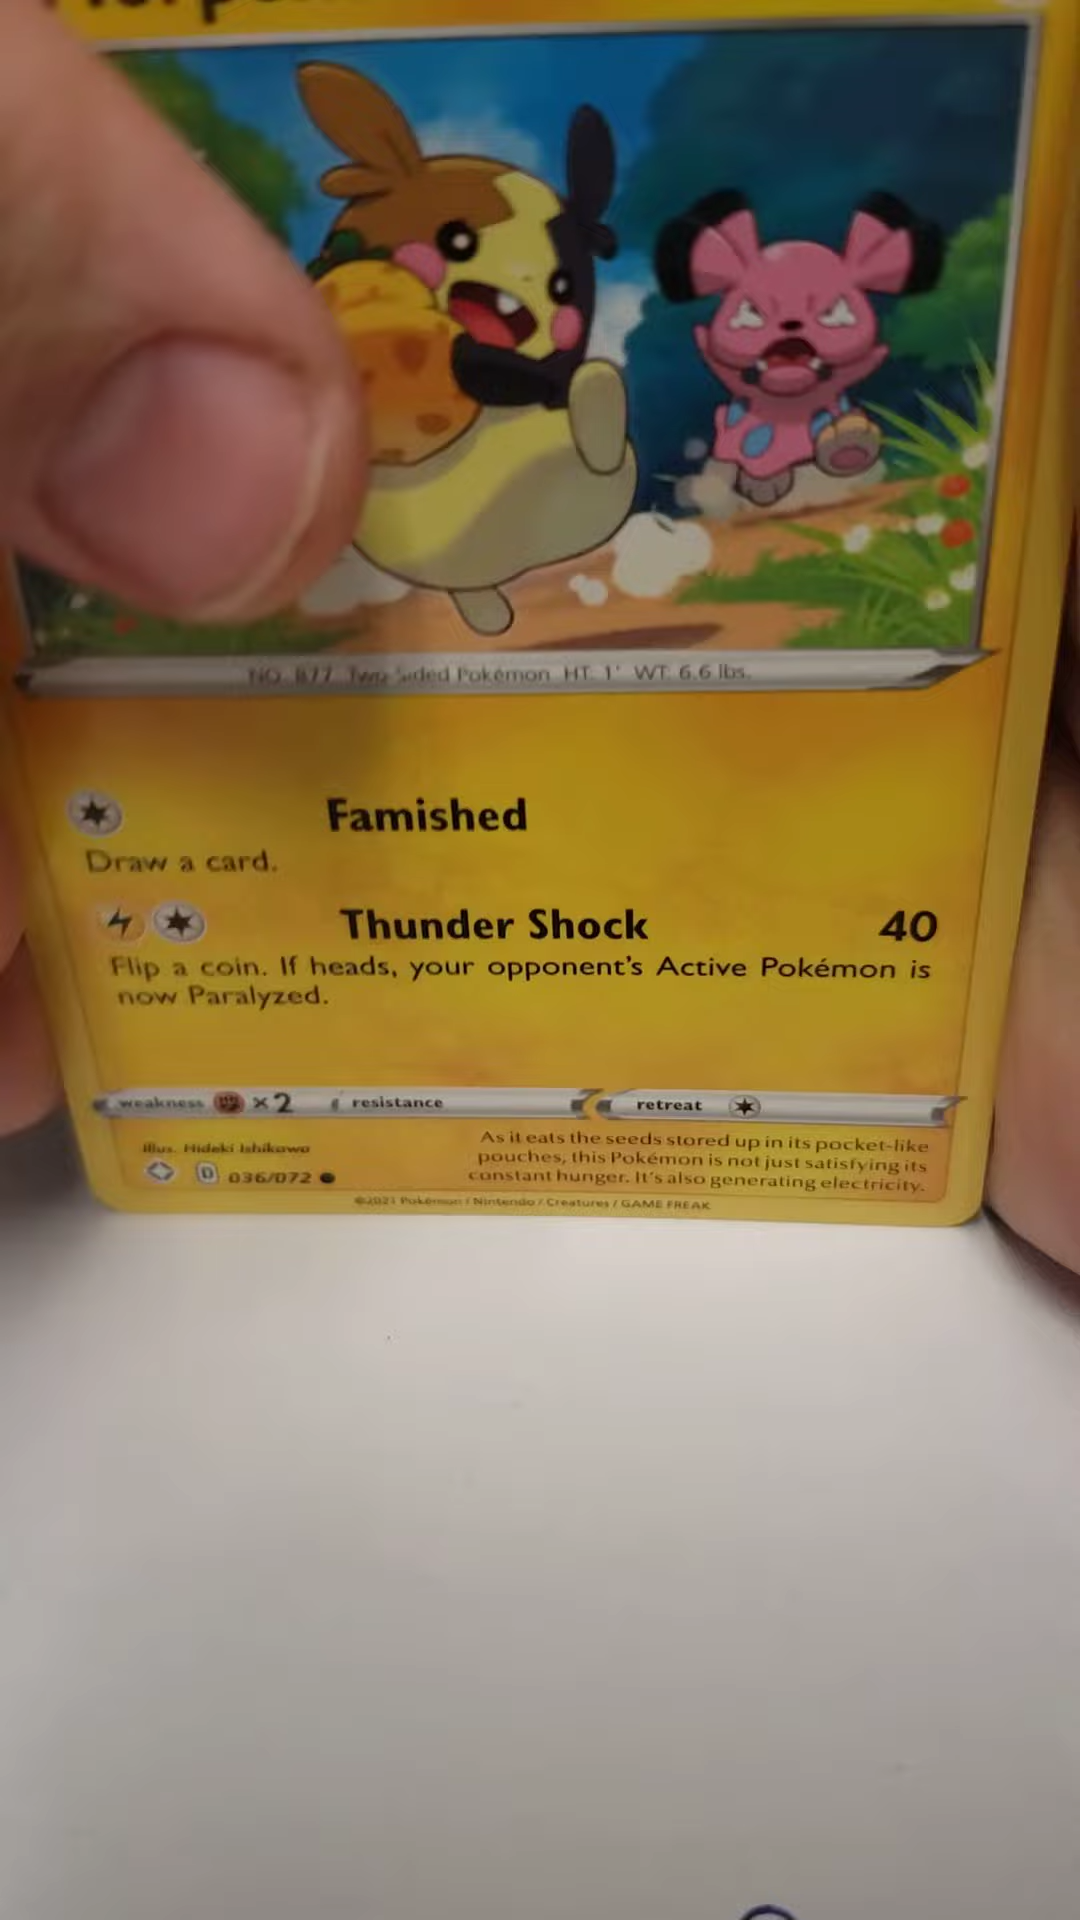 NO. 877 Two-Sided Pokémon HT: 1' WT: 6.6 lbs.
Famished
Draw a card.
Thunder Shock 40
Flip a coin. If heads, your opponent's Active Pokémon is
now Paralyzed.
weakness ×2 resistance retreat
Illus. Hideki Ishikawa
D 036/072
As it eats the seeds stored up in its pocket-like
pouches, this Pokémon is not just satisfying its
constant hunger. It's also generating electricity.
©2021 Pokémon / Nintendo / Creatures / GAME FREAK